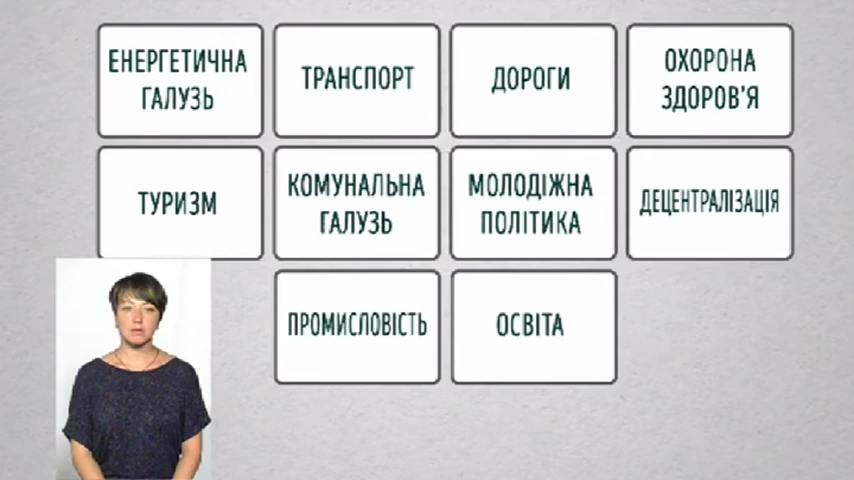 ЕНЕРГЕТИЧНА
ГАЛУЗЬ
ТРАНСПОРТ
ДОРОГИ
ОХОРОНА
ЗДОРОВ'Я
ТУРИЗМ
КОМУНАЛЬНА
ГАЛУЗЬ
МОЛОДІЖНА
ПОЛІТИКА
ДЕЦЕНТРАЛІЗАЦІЯ
ПРОМИСЛОВІСТЬ
ОСВІТА